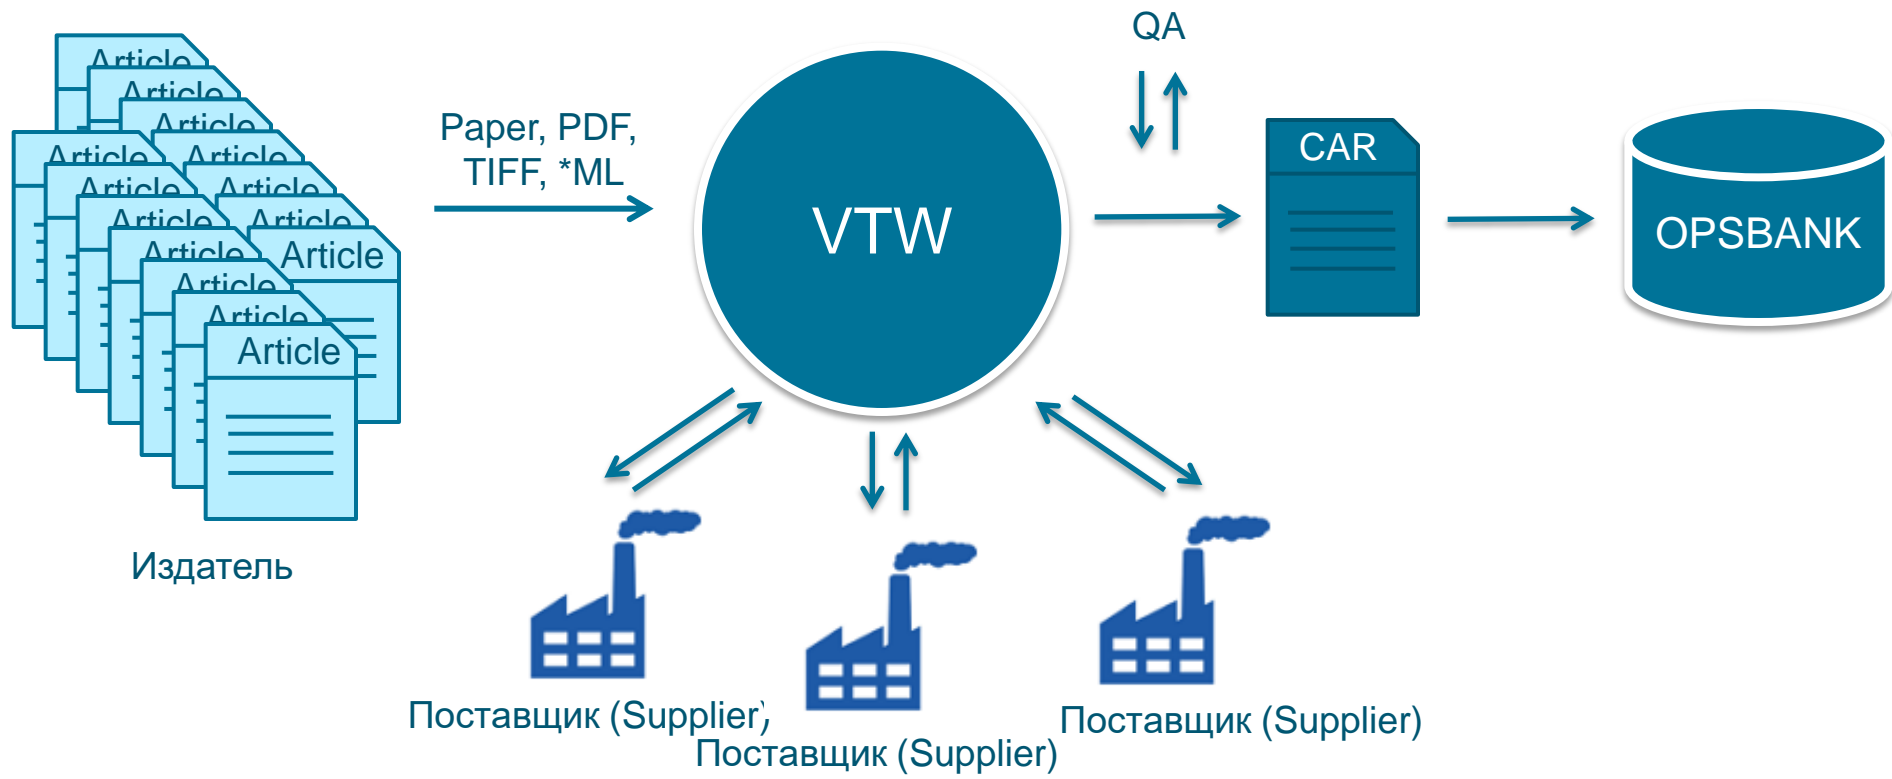 QA
Article
Article
Article
Article
Article
Article
Article
Article
Article
Article
Article
Article
Article
Article
Paper, PDF,
TIFF, *ML
VTW
CAR
OPSBANK
Издатель
Поставщик (Supplier)
Поставщик (Supplier)
Поставщик (Supplier)